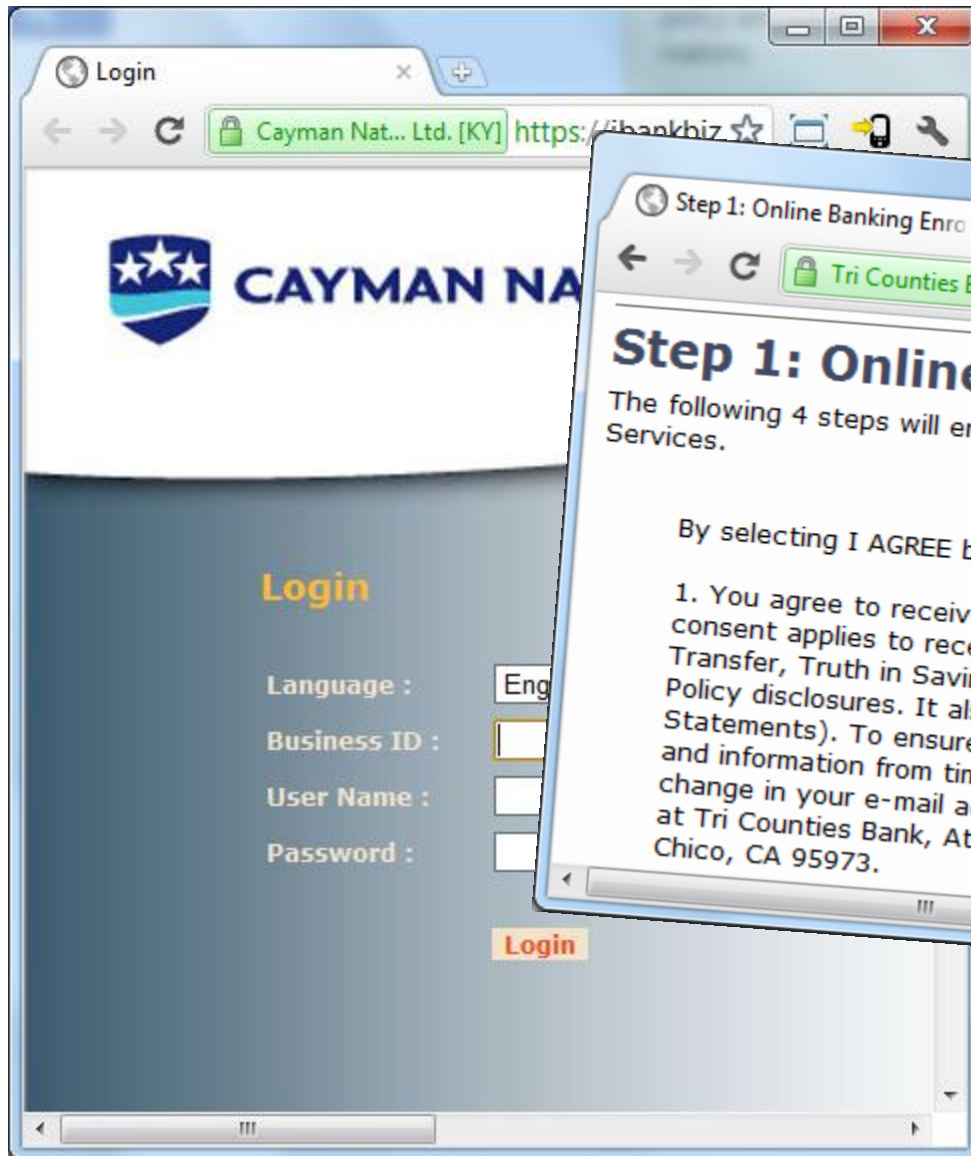 Login
Cayman Nat... Ltd. [KY] https://ibankbiz
CAYMAN NA
Login
Language :
Eng
Business ID :
User Name :
Password :
Login
Step 1: Online Banking Enro
Tri Counties B
Step 1: Online
The following 4 steps will en
Services.
By selecting I AGREE b
1. You agree to receiv
consent applies to rece
Transfer, Truth in Savin
Policy disclosures. It als
Statements). To ensure
and information from tim
change in your e-mail ad
at Tri Counties Bank, At
Chico, CA 95973.